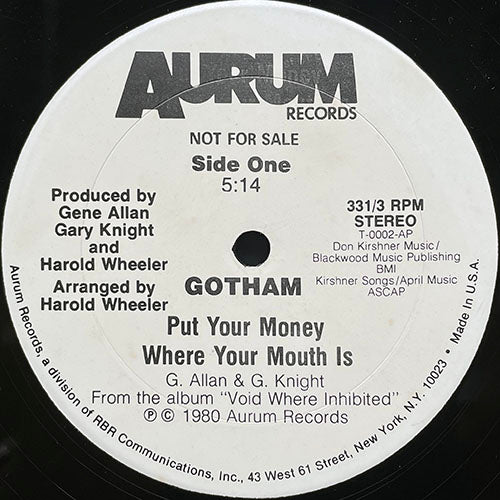 AURUM
RECORDS
NOT FOR SALE
Side One
5:14
Produced by
Gene Allan
Gary Knight
and
Harold Wheeler
Arranged by
Harold Wheeler
331/3 RPM
STEREO
T-0002-AP
Don Kirshner Music/
Blackwood Music Publishing
BMI
Kirshner Songs/April Music
ASCAP
GOTHAM
Put Your Money
Where Your Mouth Is
G. Allan & G. Knight
From the album "Void Where Inhibited"
Ⓟ © 1980 Aurum Records
Aurum Records, a division of RBR Communications, Inc., 43 West 61 Street, New York, N.Y. 10023 • Made In U.S.A.